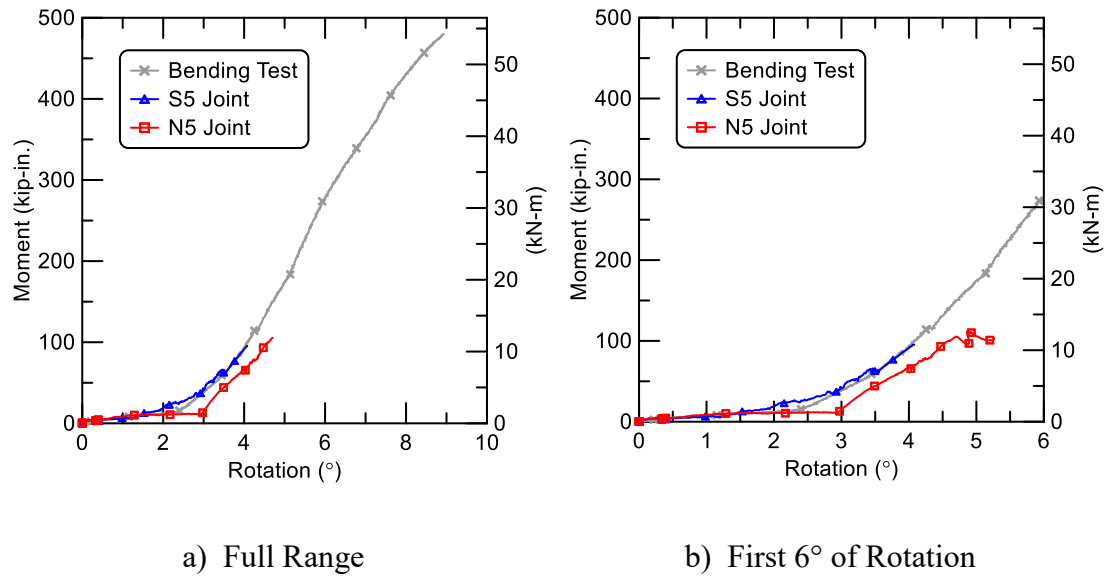 500
400
300
200
100
0
Moment (kip-in.)
50
40
30
20
10
0
(kN-m)
Bending Test
S5 Joint
N5 Joint
0 2 4 6 8 10
Rotation (°)
500
400
300
200
100
0
Moment (kip-in.)
50
40
30
20
10
0
(kN-m)
Bending Test
S5 Joint
N5 Joint
0 1 2 3 4 5 6
Rotation (°)
a) Full Range
b) First 6° of Rotation